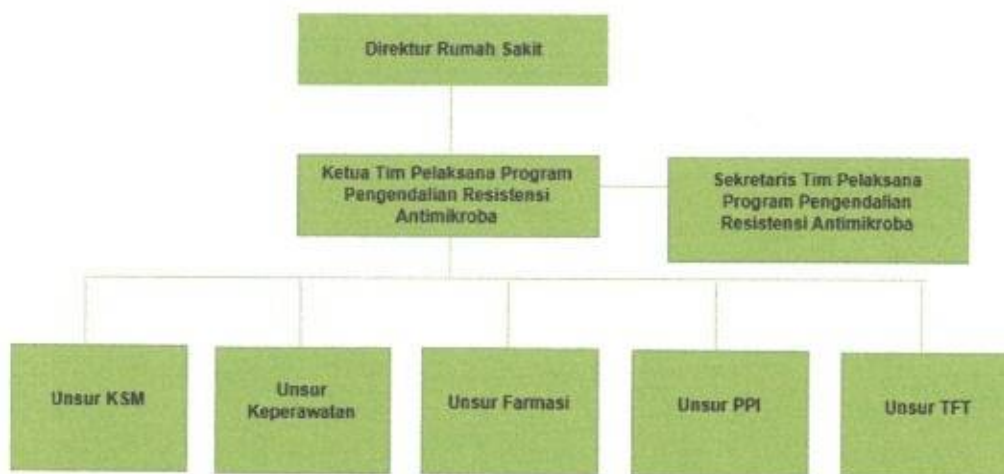 Direktur Rumah Sakit
Ketua Tim Pelaksana Program
Pengendalian Resistensi
Antimikroba
Sekretaris Tim Pelaksana
Program Pengendalian
Resistensi Antimikroba
Unsur KSM
Unsur
Keperawatan
Unsur Farmasi
Unsur PPI
Unsur TFT